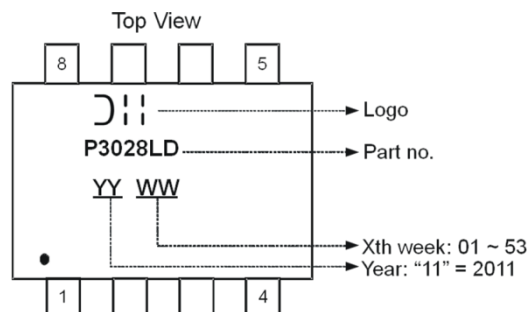 Top View
8 5
Logo
P3028LD Part no.
YY WW
Xth week: 01 ~ 53
Year: “11” = 2011
1 4